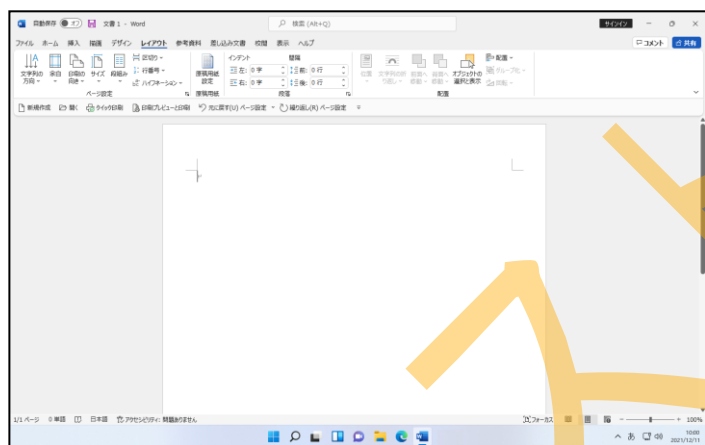 自動保存 オフ 文書 1 - Word 検索 (Alt+Q) サインイン
ファイル ホーム 挿入 描画 デザイン レイアウト 参考資料 差し込み文書 校閲 表示 ヘルプ コメント 共有
文字列の方向 余白 印刷の向き サイズ 段組み 区切り 行番号 ハイフネーション
原稿用紙設定
インデント 間隔
左: 0 字 前: 0 行
右: 0 字 後: 0 行
位置 文字列の折り返し 前面へ移動 背面へ移動 オブジェクトの選択と表示 配置 グループ化 回転
ページ設定 原稿用紙 段落 配置
新規作成 開く クイック印刷 印刷プレビューと印刷 元に戻す(U) ページ設定 繰り返し(R) ページ設定
1/1 ページ 0 単語 日本語 アクセシビリティ: 問題ありません フォーカス 100%
あ 10:00
2021/12/11